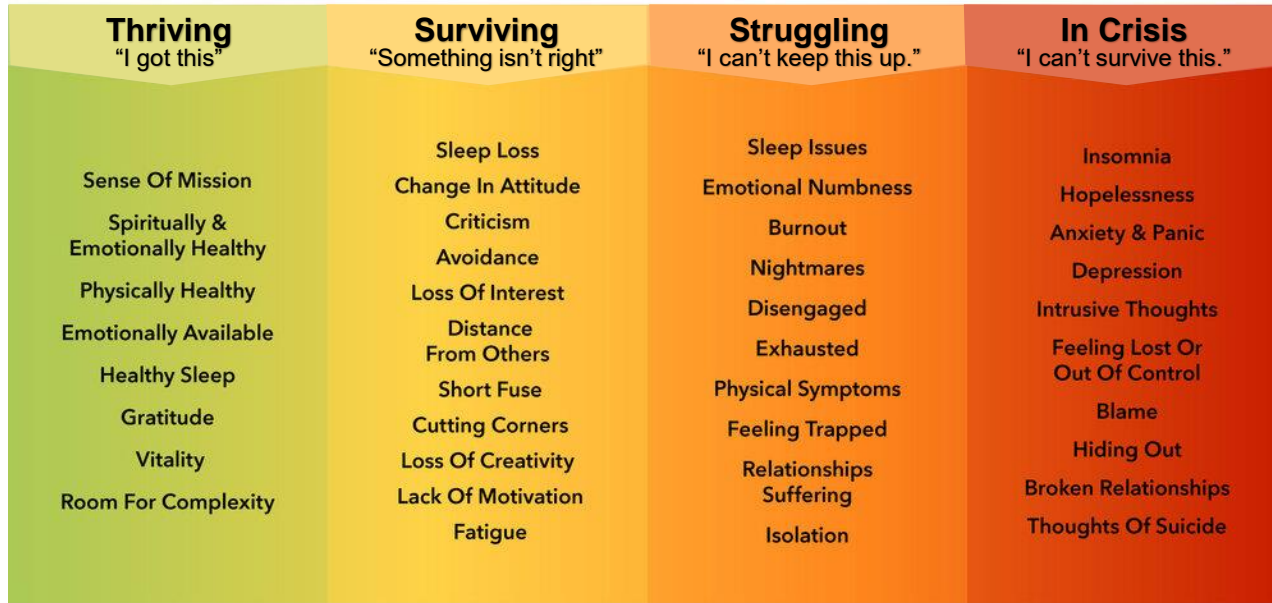 Thriving
“I got this”
Sense Of Mission
Spiritually &
Emotionally Healthy
Physically Healthy
Emotionally Available
Healthy Sleep
Gratitude
Vitality
Room For Complexity
Surviving
“Something isn’t right”
Sleep Loss
Change In Attitude
Criticism
Avoidance
Loss Of Interest
Distance
From Others
Short Fuse
Cutting Corners
Loss Of Creativity
Lack Of Motivation
Fatigue
Struggling
“I can’t keep this up.”
Sleep Issues
Emotional Numbness
Burnout
Nightmares
Disengaged
Exhausted
Physical Symptoms
Feeling Trapped
Relationships
Suffering
Isolation
In Crisis
“I can’t survive this.”
Insomnia
Hopelessness
Anxiety & Panic
Depression
Intrusive Thoughts
Feeling Lost Or
Out Of Control
Blame
Hiding Out
Broken Relationships
Thoughts Of Suicide